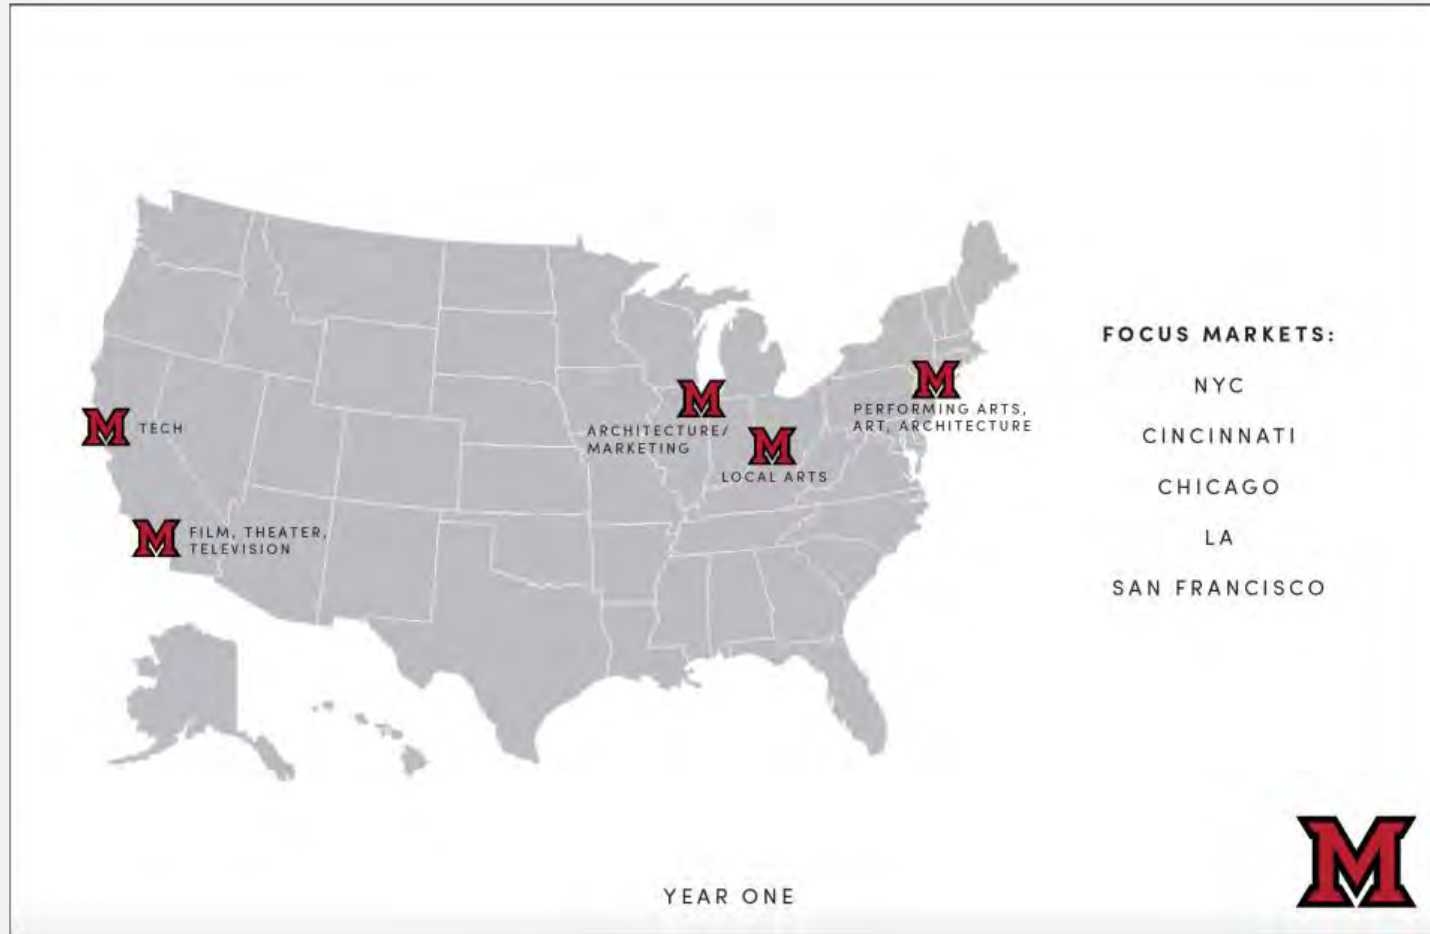 FOCUS MARKETS:
NYC
CINCINNATI
CHICAGO
LA
SAN FRANCISCO
M
TECH
M
FILM, THEATER,
TELEVISION
M
ARCHITECTURE/
MARKETING
M
LOCAL ARTS
M
PERFORMING ARTS,
ART, ARCHITECTURE
YEAR ONE
M